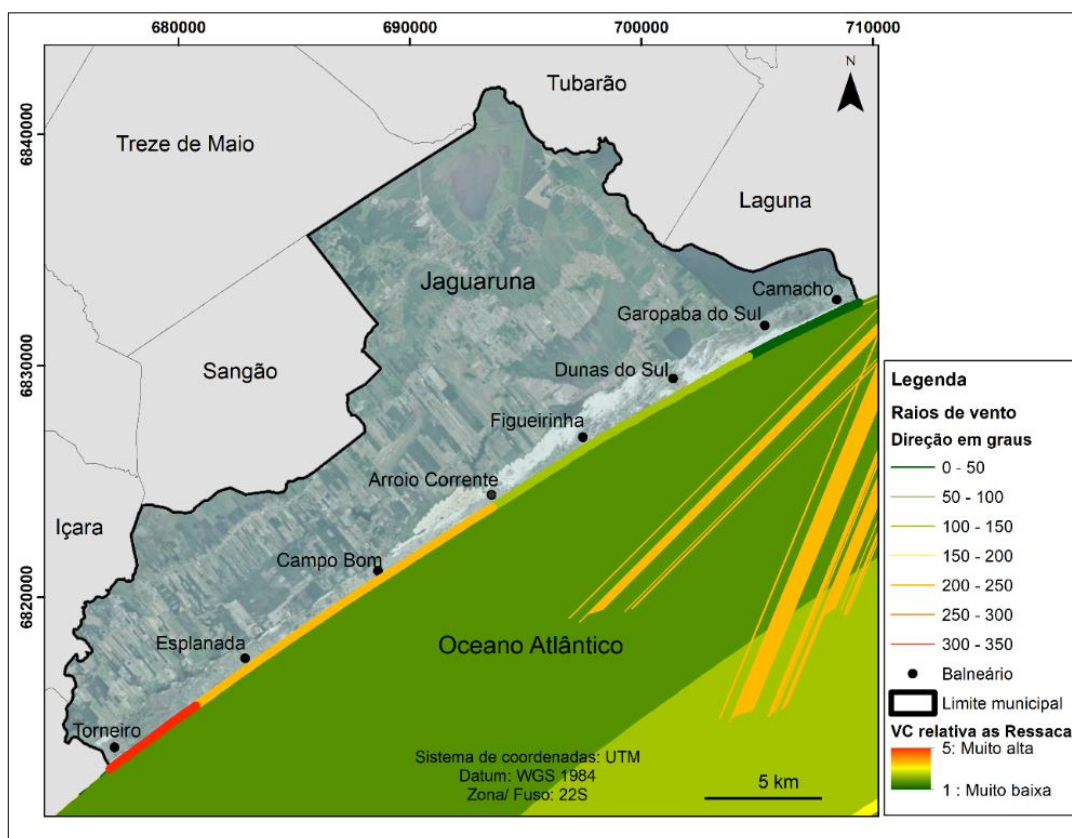 680000
690000
700000
710000
6840000
6830000
6820000
N
Tubarão
Treze de Maio
Laguna
Jaguaruna
Camacho
Garopaba do Sul
Sangão
Dunas do Sul
Figueirinha
Arroio Corrente
Içara
Campo Bom
Esplanada
Oceano Atlântico
Torneiro
Sistema de coordenadas: UTM
Datum: WGS 1984
Zona/ Fuso: 22S
5 km
Legenda
Raios de vento
Direção em graus
0 - 50
50 - 100
100 - 150
150 - 200
200 - 250
250 - 300
300 - 350
Balneário
Limite municipal
VC relativa as Ressaca
5: Muito alta
1 : Muito baixa